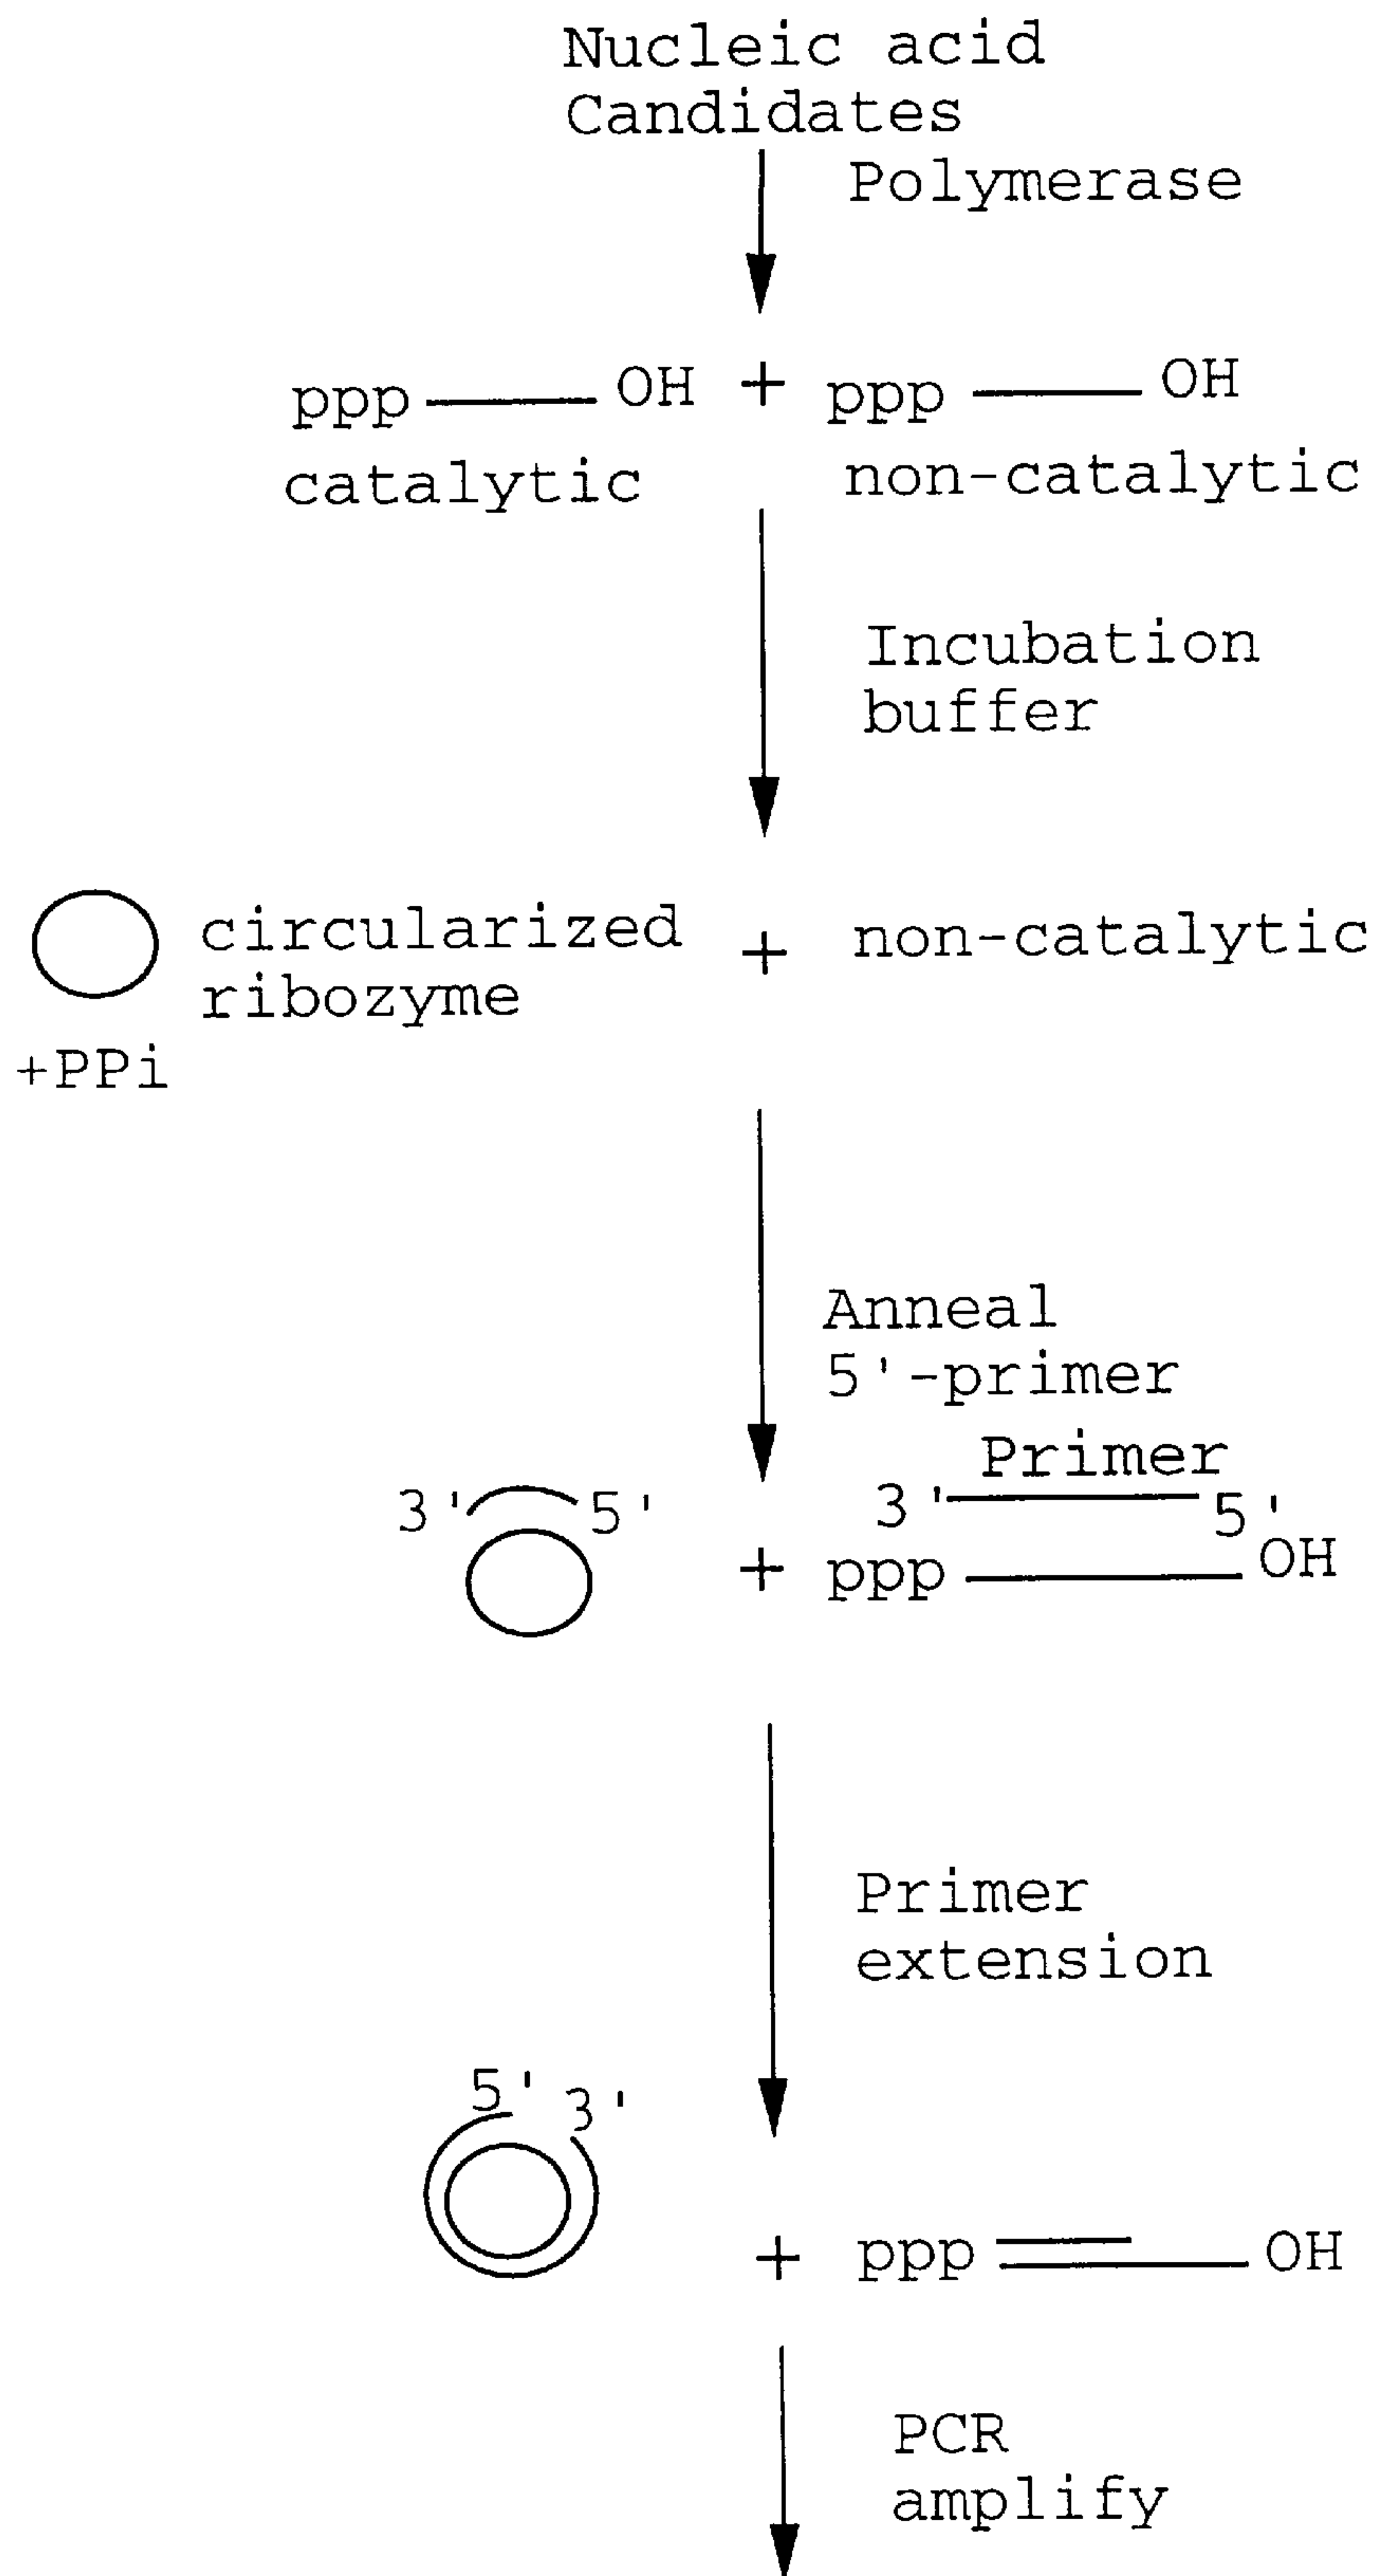 Nucleic acid
Candidates
Polymerase
ppp OH + ppp OH
catalytic non-catalytic
Incubation
buffer
circularized + non-catalytic
ribozyme
+PPi
Anneal
5'-primer
Primer
3' 5' 3' 5'
+ ppp OH
Primer
extension
5' 3'
+ ppp OH
PCR
amplify